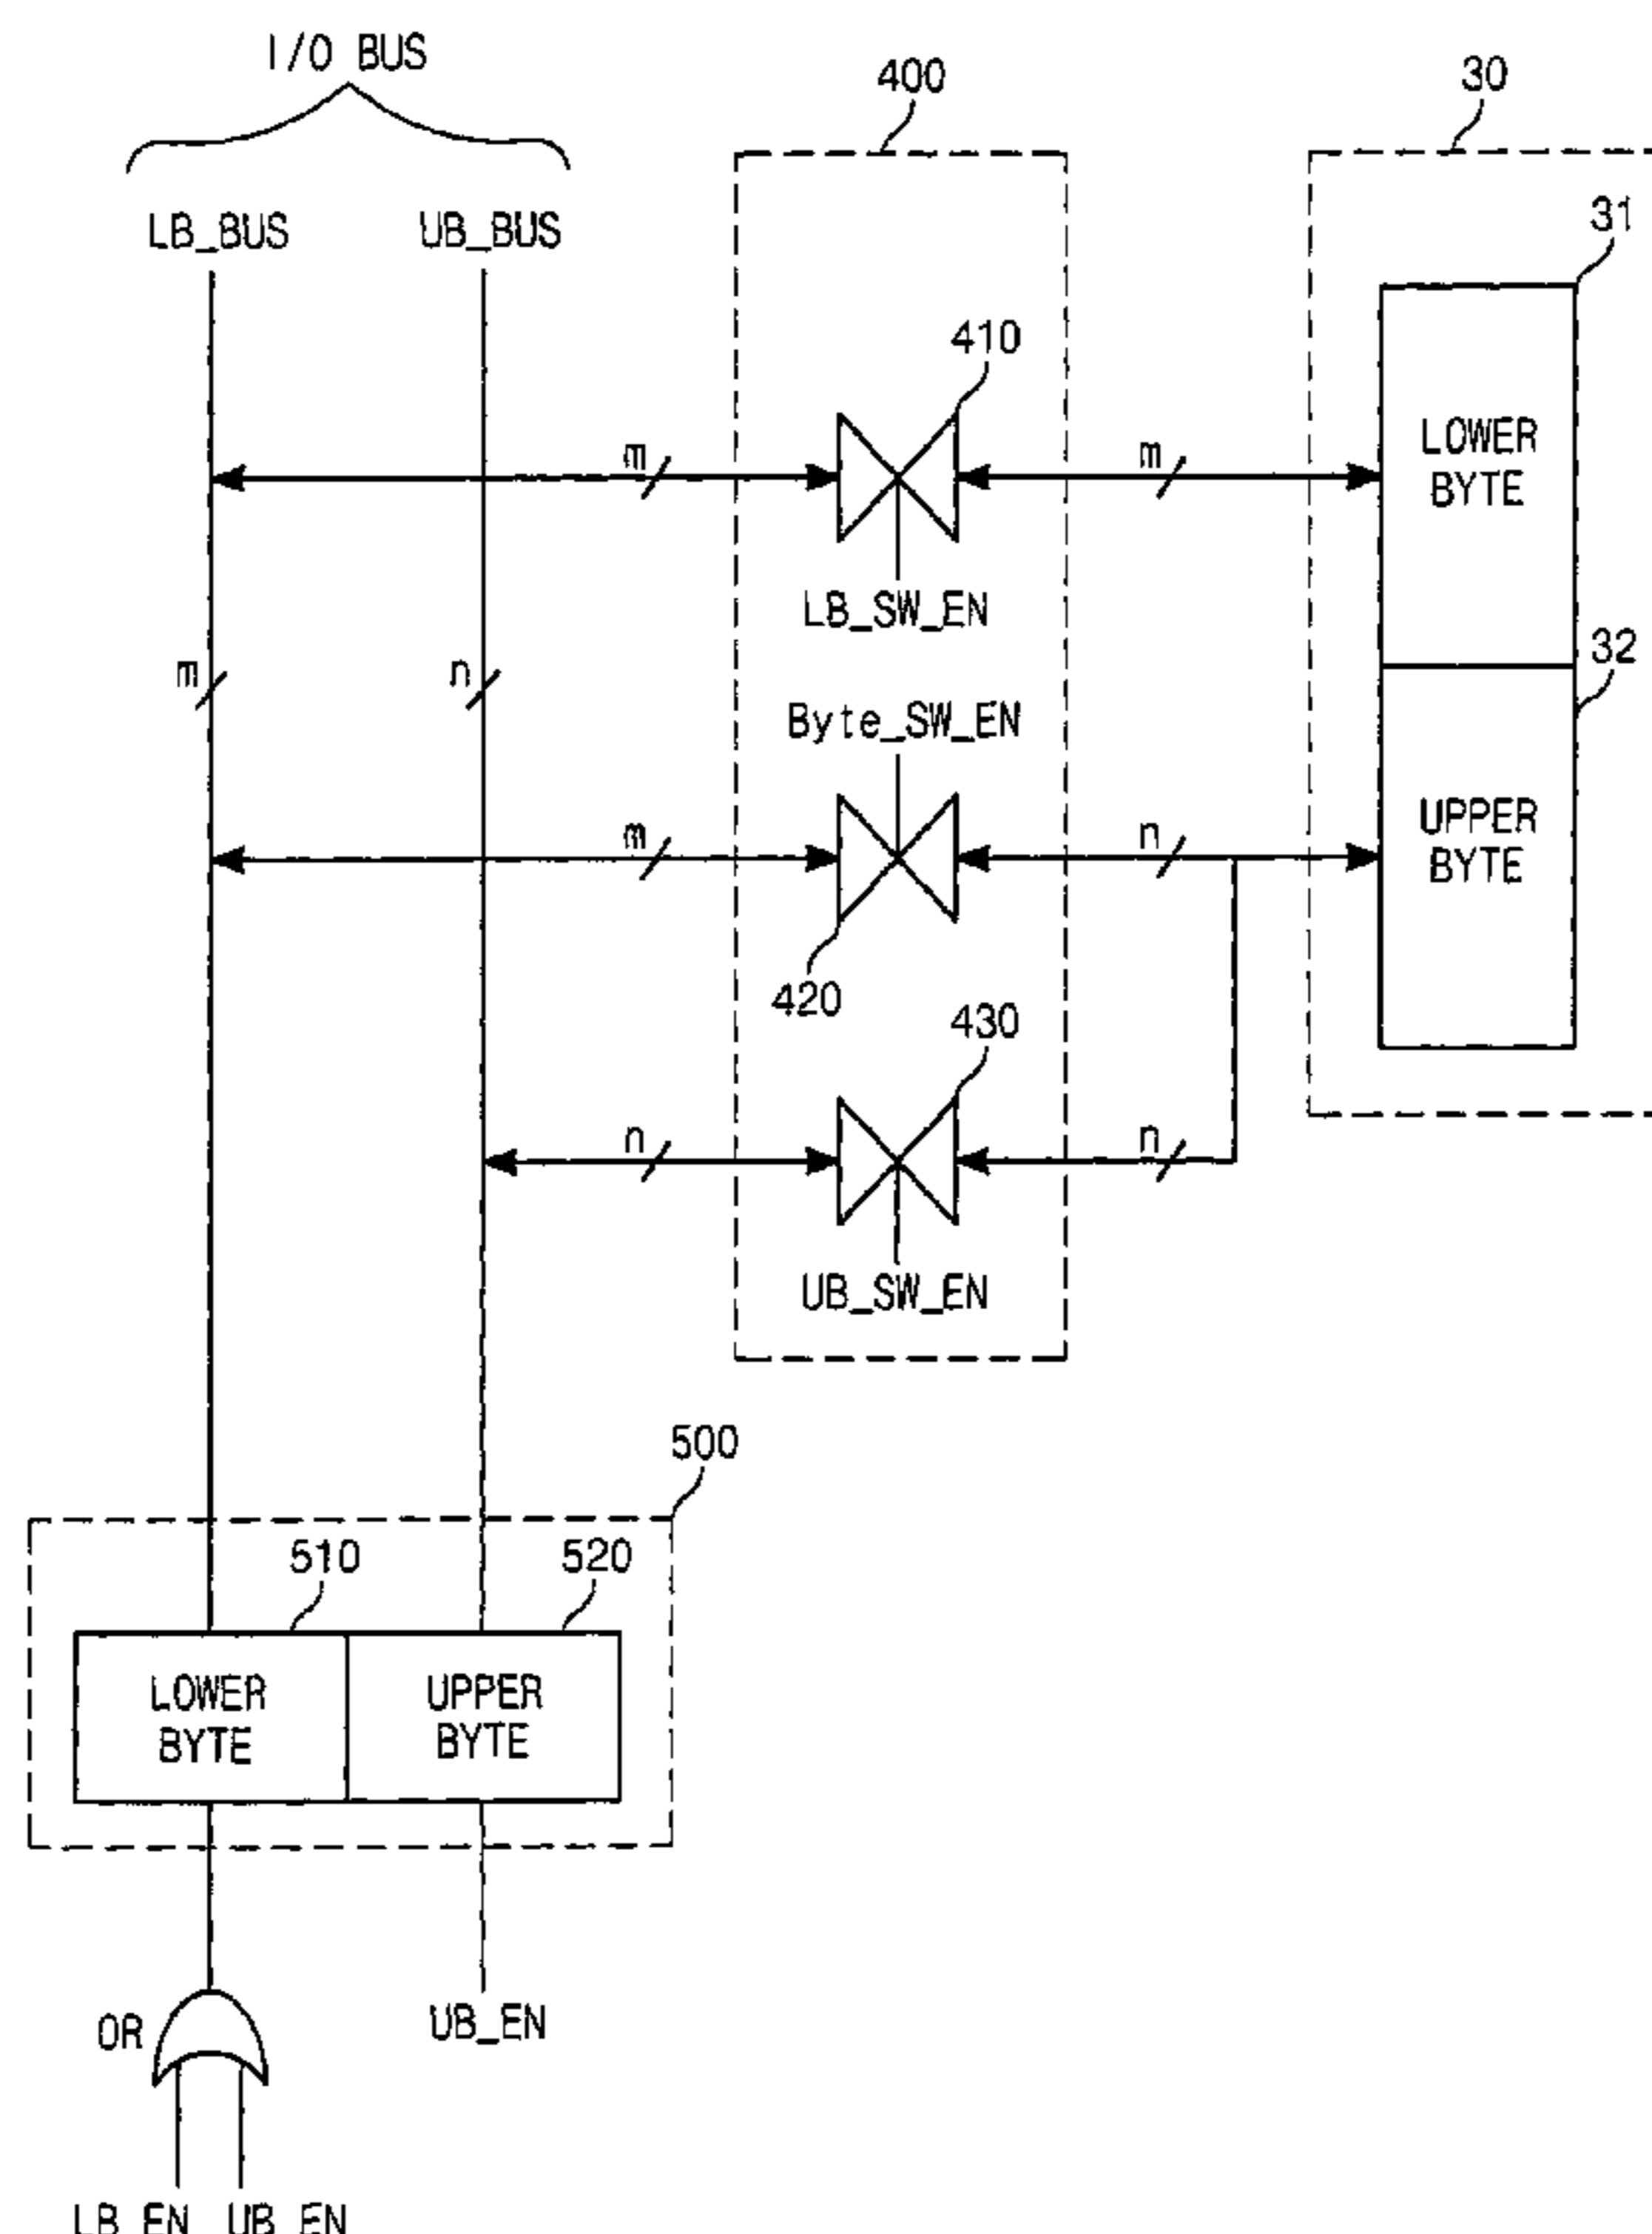 I/O BUS
400
30
LB_BUS
UB_BUS
31
410
m
m
LOWER
BYTE
LB_SW_EN
32
m
n
Byte_SW_EN
m
n
UPPER
BYTE
420
430
n
n
UB_SW_EN
500
510
520
LOWER
BYTE
UPPER
BYTE
OR
UB_EN
LB_EN
UB_EN